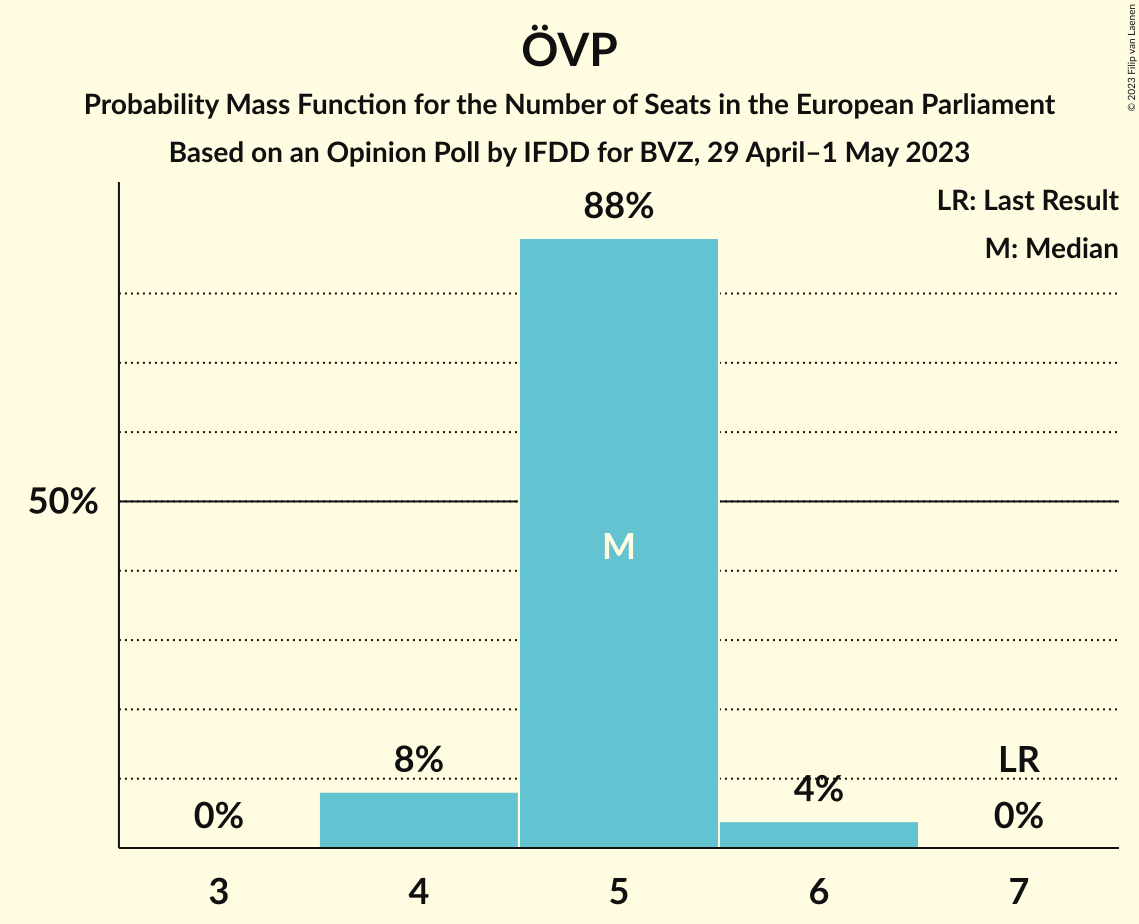 ÖVP
Probability Mass Function for the Number of Seats in the European Parliament
Based on an Opinion Poll by IFDD for BVZ, 29 April–1 May 2023
© 2023 Filip van Laenen
LR: Last Result
M: Median
88%
50%
M
8%
LR
4%
0%
0%
3
4
5
6
7